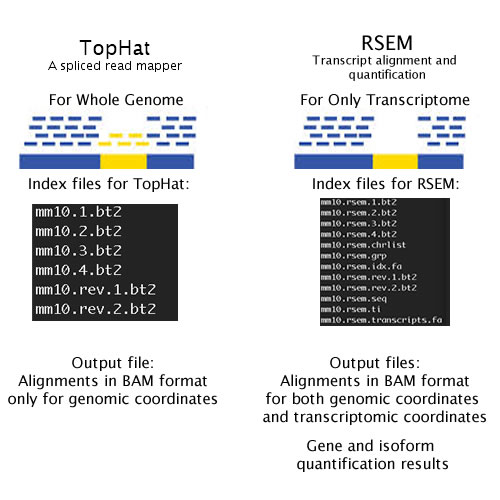 TopHat
A spliced read mapper
For Whole Genome
Index files for TopHat:
mm10.1.bt2
mm10.2.bt2
mm10.3.bt2
mm10.4.bt2
mm10.rev.1.bt2
mm10.rev.2.bt2
Output file:
Alignments in BAM format
only for genomic coordinates
RSEM
Transcript alignment and
quantification
For Only Transcriptome
Index files for RSEM:
mm10.rsem.1.bt2
mm10.rsem.2.bt2
mm10.rsem.3.bt2
mm10.rsem.4.bt2
mm10.rsem.chrlist
mm10.rsem.grp
mm10.rsem.idx.fa
mm10.rsem.rev.1.bt2
mm10.rsem.rev.2.bt2
mm10.rsem.seq
mm10.rsem.ti
mm10.rsem.transcripts.fa
Output files:
Alignments in BAM format
for both genomic coordinates
and transcriptomic coordinates
Gene and isoform
quantification results